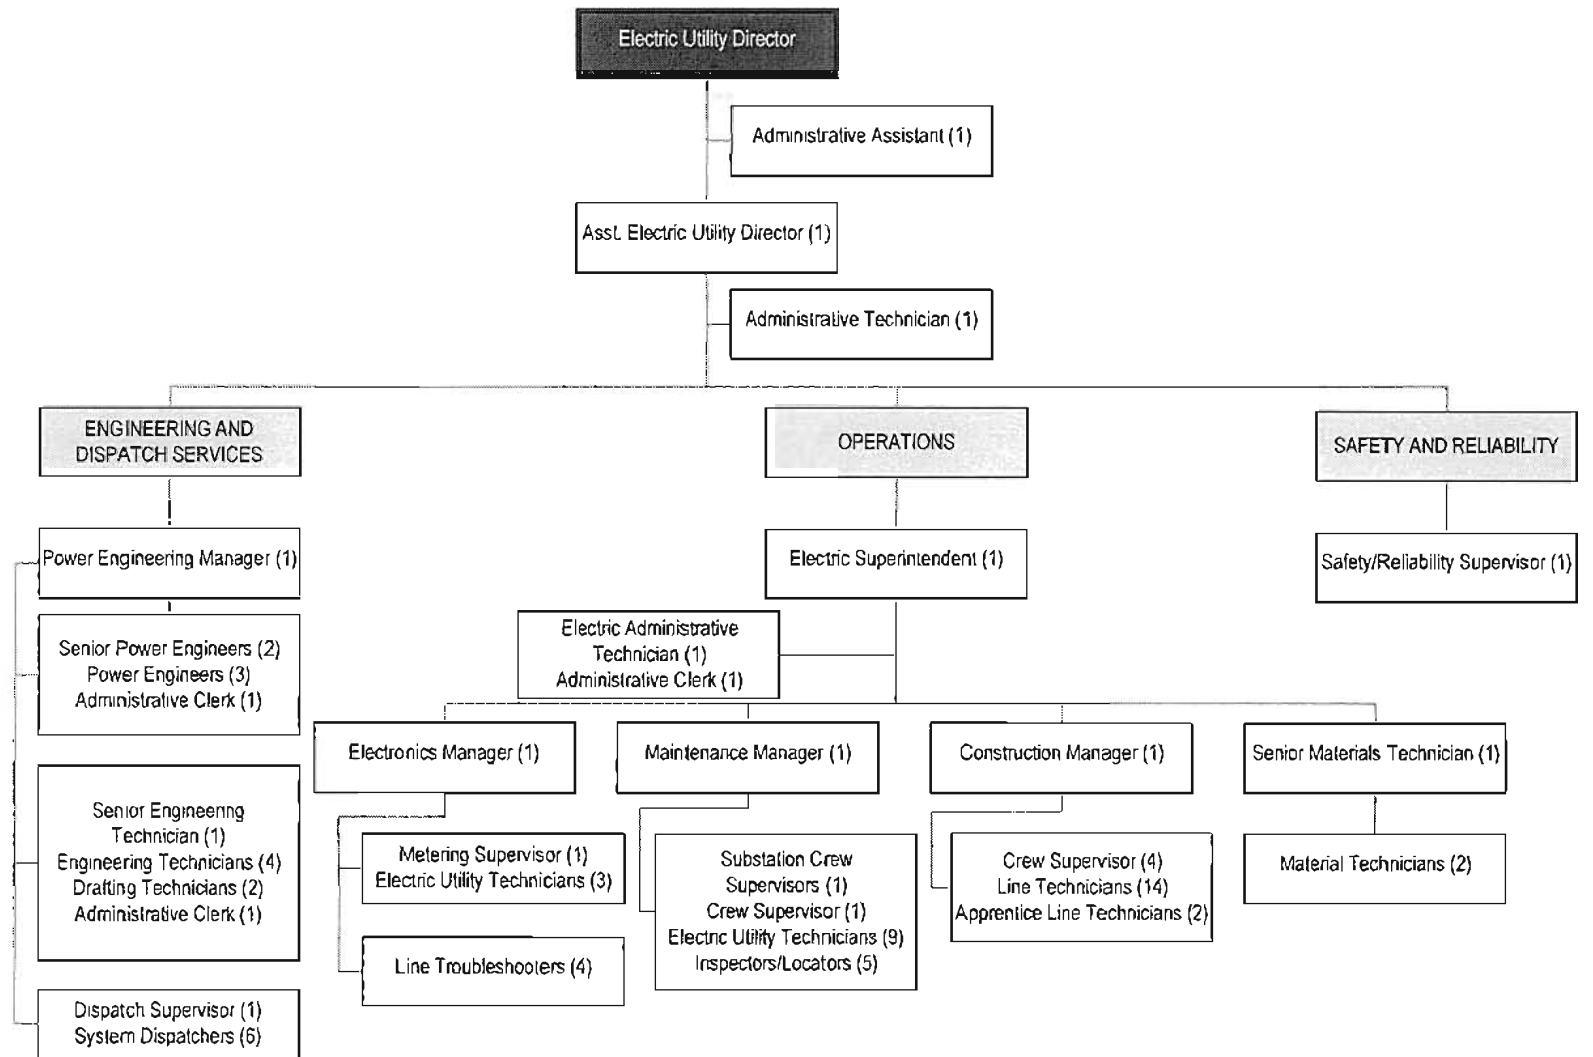 Electric Utility Director
Administrative Assistant (1)
Asst. Electric Utility Director (1)
Administrative Technician (1)
ENGINEERING AND
DISPATCH SERVICES
OPERATIONS
SAFETY AND RELIABILITY
Power Engineering Manager (1)
Electric Superintendent (1)
Safety/Reliability Supervisor (1)
Senior Power Engineers (2)
Power Engineers (3)
Administrative Clerk (1)
Electric Administrative
Technician (1)
Administrative Clerk (1)
Electronics Manager (1)
Maintenance Manager (1)
Construction Manager (1)
Senior Materials Technician (1)
Senior Engineering
Technician (1)
Engineering Technicians (4)
Drafting Technicians (2)
Administrative Clerk (1)
Metering Supervisor (1)
Electric Utility Technicians (3)
Line Troubleshooters (4)
Substation Crew
Supervisors (1)
Crew Supervisor (1)
Electric Utility Technicians (9)
Inspectors/Locators (5)
Crew Supervisor (4)
Line Technicians (14)
Apprentice Line Technicians (2)
Material Technicians (2)
Dispatch Supervisor (1)
System Dispatchers (6)